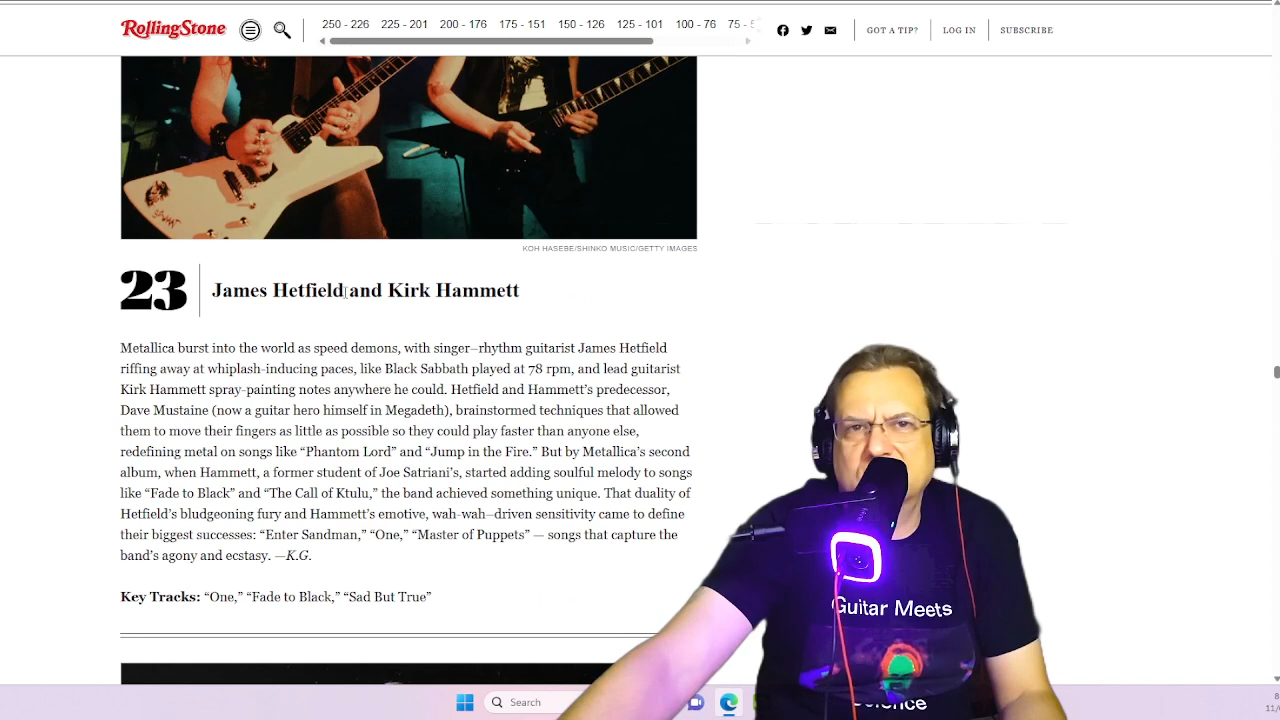 RollingStone
250 - 226 225 - 201 200 - 176 175 - 151 150 - 126 125 - 101 100 - 76 75 -
GOT A TIP? LOG IN SUBSCRIBE
KOH HASEBE/SHINKO MUSIC/GETTY IMAGES
23 James Hetfield and Kirk Hammett
Metallica burst into the world as speed demons, with singer–rhythm guitarist James Hetfield
riffing away at whiplash-inducing paces, like Black Sabbath played at 78 rpm, and lead guitarist
Kirk Hammett spray-painting notes anywhere he could. Hetfield and Hammett’s predecessor,
Dave Mustaine (now a guitar hero himself in Megadeth), brainstormed techniques that allowed
them to move their fingers as little as possible so they could play faster than anyone else,
redefining metal on songs like “Phantom Lord” and “Jump in the Fire.” But by Metallica’s second
album, when Hammett, a former student of Joe Satriani’s, started adding soulful melody to songs
like “Fade to Black” and “The Call of Ktulu,” the band achieved something unique. That duality of
Hetfield’s bludgeoning fury and Hammett’s emotive, wah-wah–driven sensitivity came to define
their biggest successes: “Enter Sandman,” “One,” “Master of Puppets” — songs that capture the
band’s agony and ecstasy. —K.G.
Key Tracks: “One,” “Fade to Black,” “Sad But True”
Guitar Meets
Science
Search